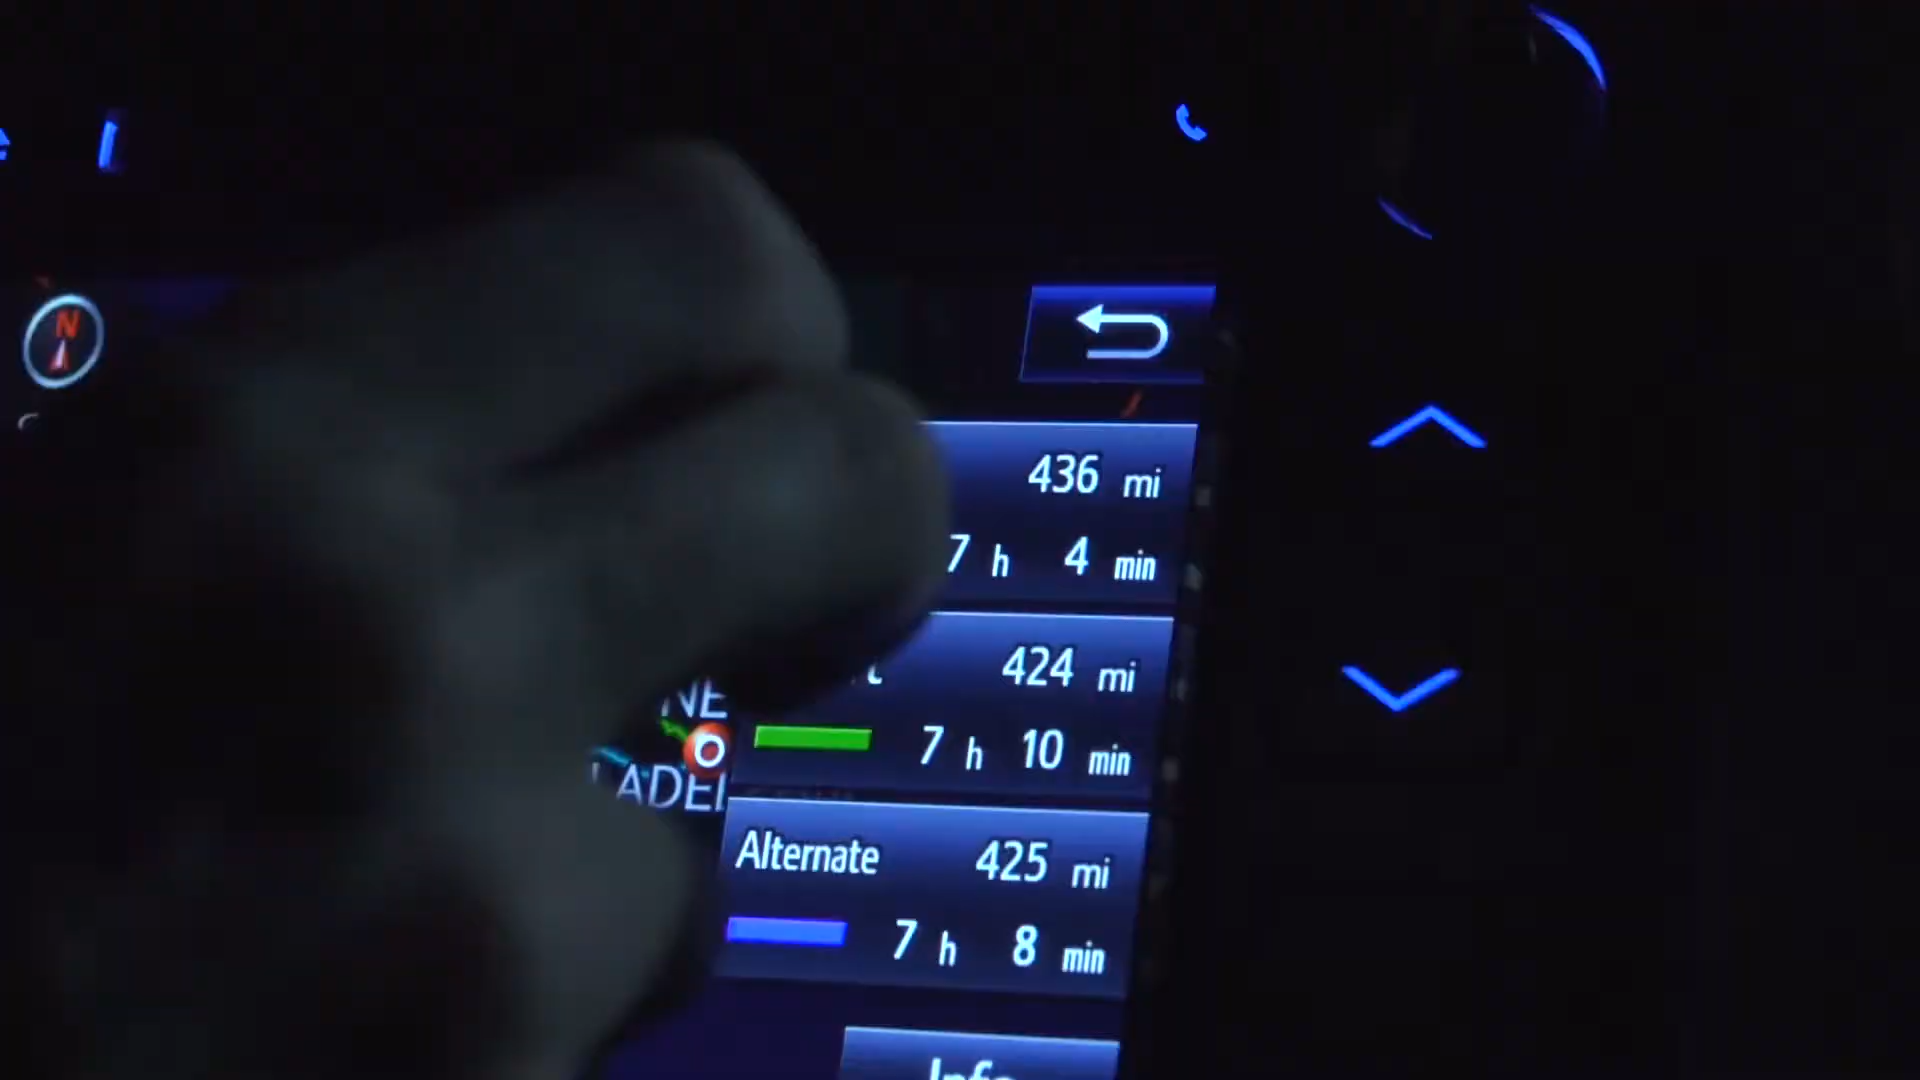 N
436 mi
7 h 4 min
424 mi
7 h 10 min
NE
Alternate 425 mi
7 h 8 min